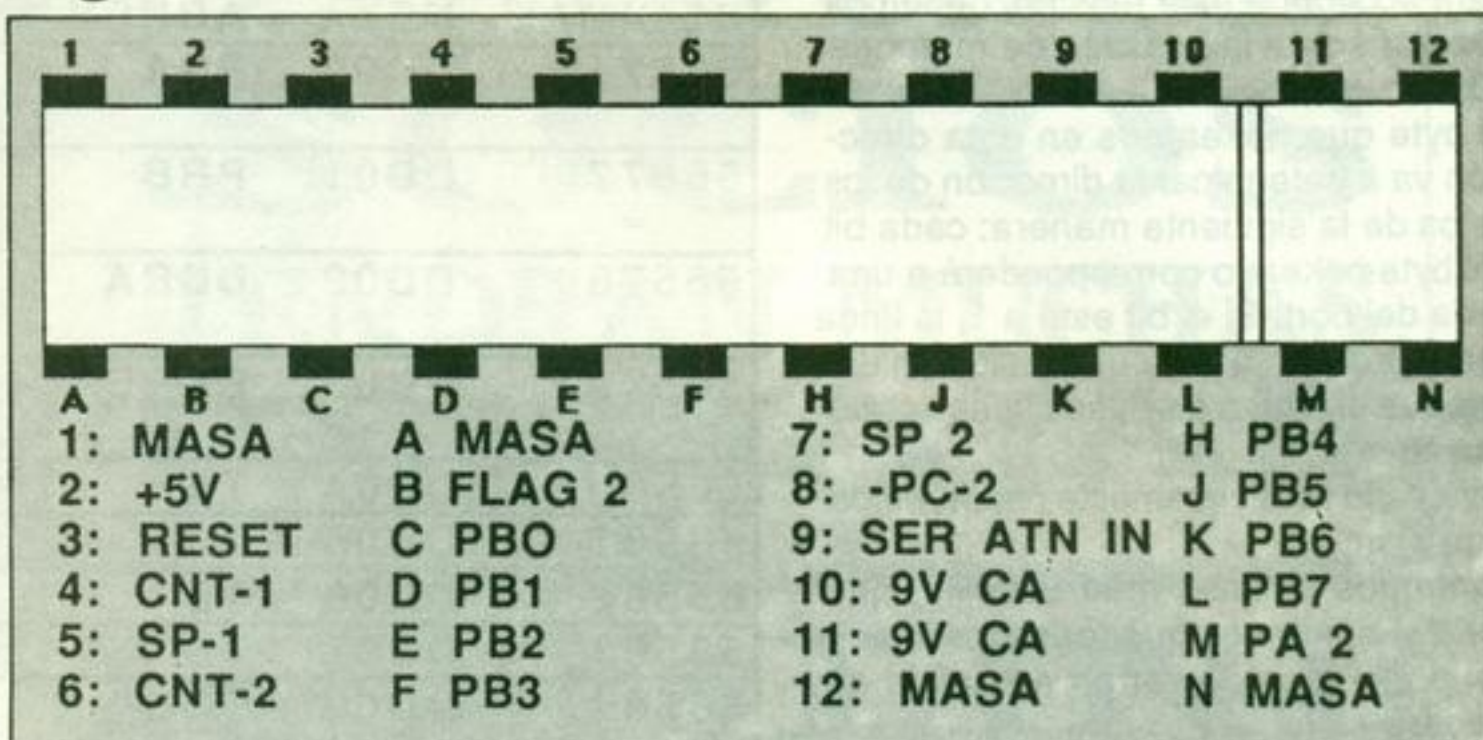 1 2 3 4 5 6 7 8 9 10 11 12
A B C D E F H J K L M N
1: MASA A MASA 7: SP 2 H PB4
2: +5V B FLAG 2 8: -PC-2 J PB5
3: RESET C PBO 9: SER ATN IN K PB6
4: CNT-1 D PB1 10: 9V CA L PB7
5: SP-1 E PB2 11: 9V CA M PA 2
6: CNT-2 F PB3 12: MASA N MASA